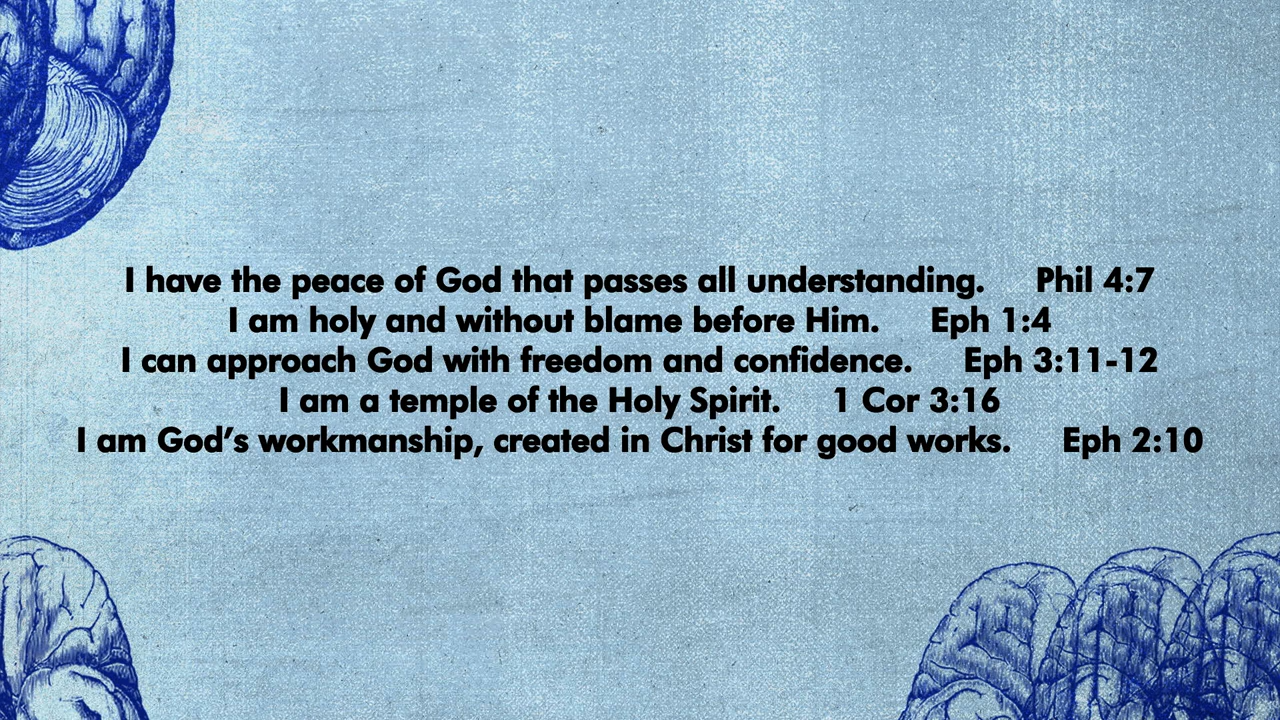 I have the peace of God that passes all understanding. Phil 4:7
I am holy and without blame before Him. Eph 1:4
I can approach God with freedom and confidence. Eph 3:11-12
I am a temple of the Holy Spirit. 1 Cor 3:16
I am God’s workmanship, created in Christ for good works. Eph 2:10